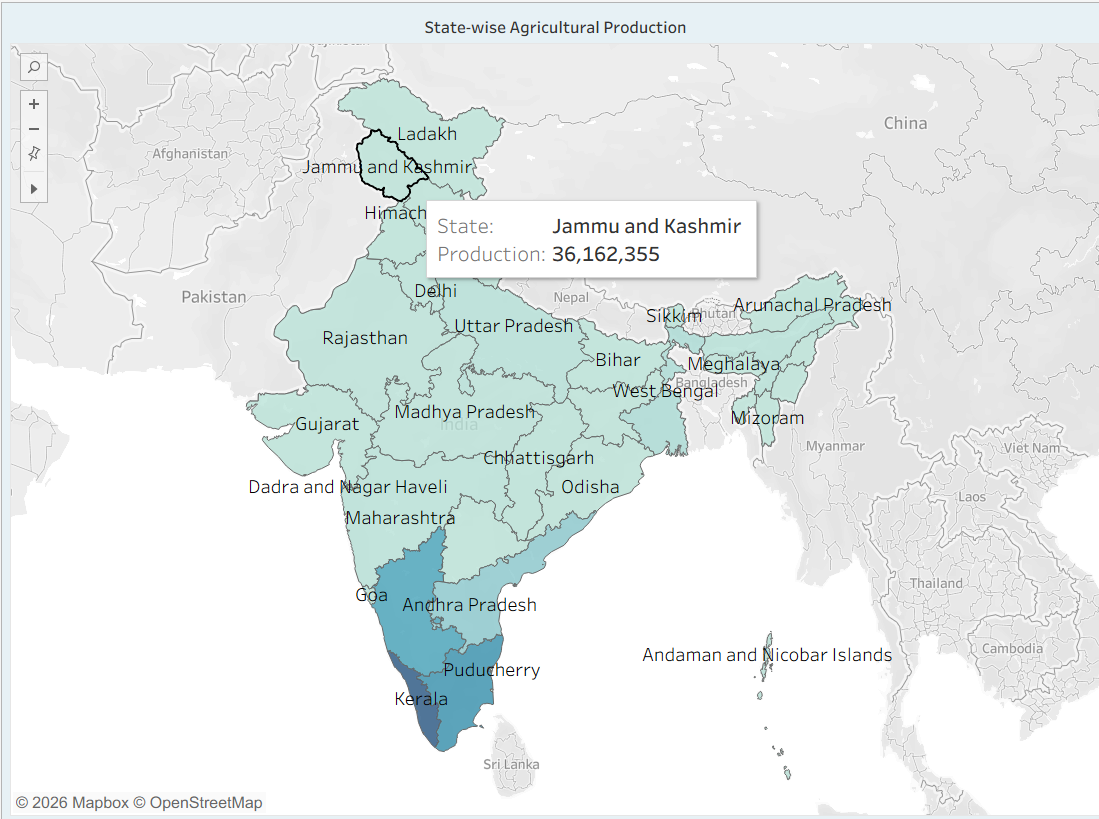 State-wise Agricultural Production
China
Ladakh
Afghanistan
Jammu and Kashmir
Himach
State: Jammu and Kashmir
Production: 36,162,355
Delhi
Pakistan
Nepal
Arunachal Pradesh
Sikkim
Bhutan
Uttar Pradesh
Rajasthan
Bihar
Meghalaya
Bangladesh
West Bengal
Madhya Pradesh
India
Gujarat
Mizoram
Myanmar
Viet Nam
Chhattisgarh
Dadra and Nagar Haveli
Odisha
Laos
Maharashtra
Thailand
Goa
Andhra Pradesh
Cambodia
Andaman and Nicobar Islands
Puducherry
Kerala
Sri Lanka
© 2026 Mapbox © OpenStreetMap